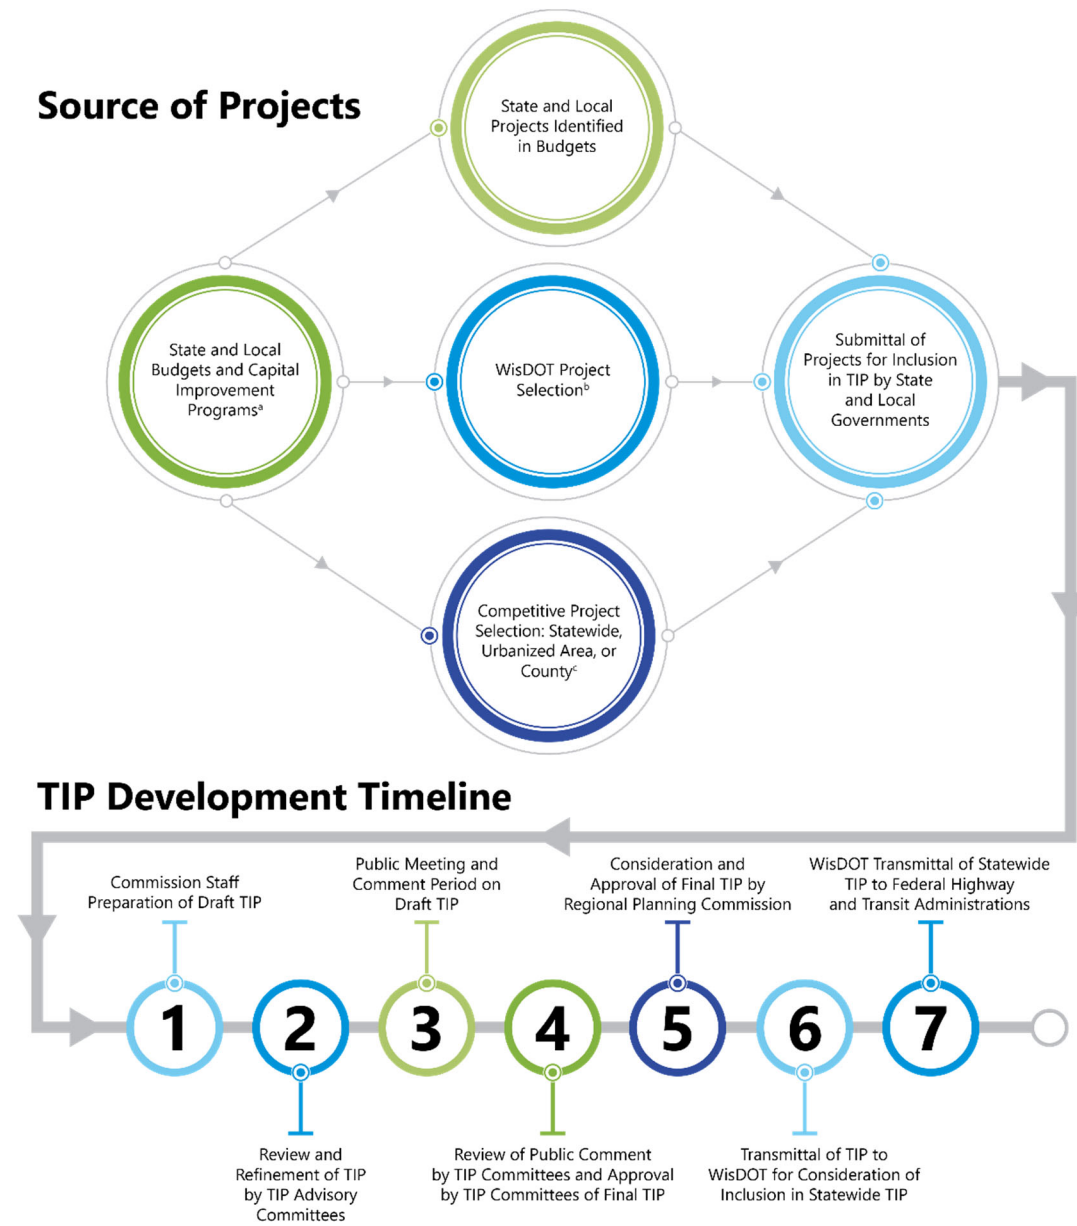 Source of Projects
State and Local
Projects Identified
in Budgets
State and Local
Budgets and Capital
Improvement
Programsᵃ
WisDOT Project
Selectionᵇ
Submittal of
Projects for Inclusion
in TIP by State
and Local
Governments
Competitive Project
Selection: Statewide,
Urbanized Area, or
Countyᶜ
TIP Development Timeline
Commission Staff
Preparation of Draft TIP
Public Meeting and
Comment Period on
Draft TIP
Consideration and
Approval of Final TIP by
Regional Planning Commission
WisDOT Transmittal of Statewide
TIP to Federal Highway
and Transit Administrations
1 2 3 4 5 6 7
Review and
Refinement of TIP
by TIP Advisory
Committees
Review of Public Comment
by TIP Committees and Approval
by TIP Committees of Final TIP
Transmittal of TIP to
WisDOT for Consideration of
Inclusion in Statewide TIP